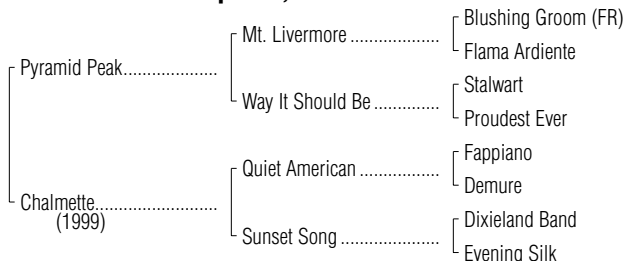 Blushing Groom (FR)
Mt. Livermore ..................
Flama Ardiente
Pyramid Peak....................
Stalwart
Way It Should Be ..............
Proudest Ever
Fappiano
Quiet American .................
Demure
Chalmette..........................
(1999)
Dixieland Band
Sunset Song .....................
Evening Silk